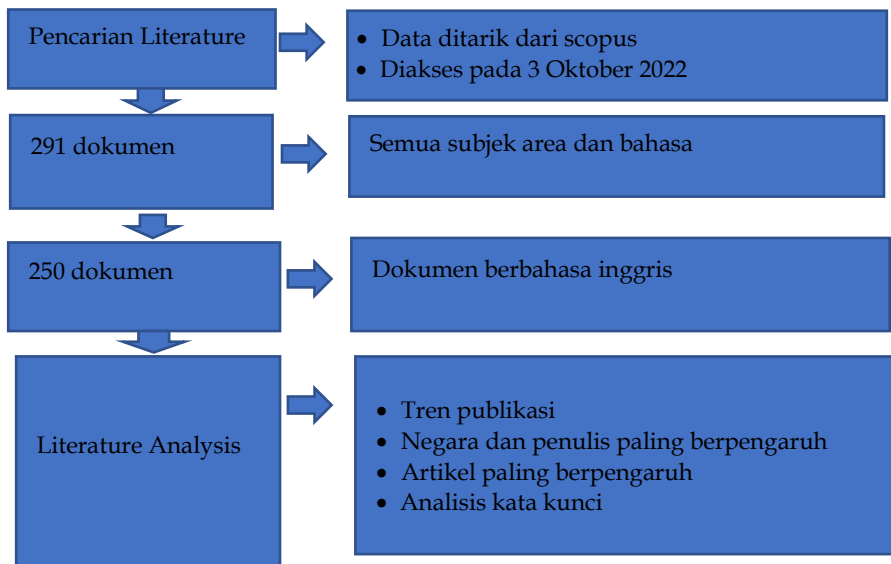 Pencarian Literature
• Data ditarik dari scopus
• Diakses pada 3 Oktober 2022
291 dokumen
Semua subjek area dan bahasa
250 dokumen
Dokumen berbahasa inggris
Literature Analysis
• Tren publikasi
• Negara dan penulis paling berpengaruh
• Artikel paling berpengaruh
• Analisis kata kunci